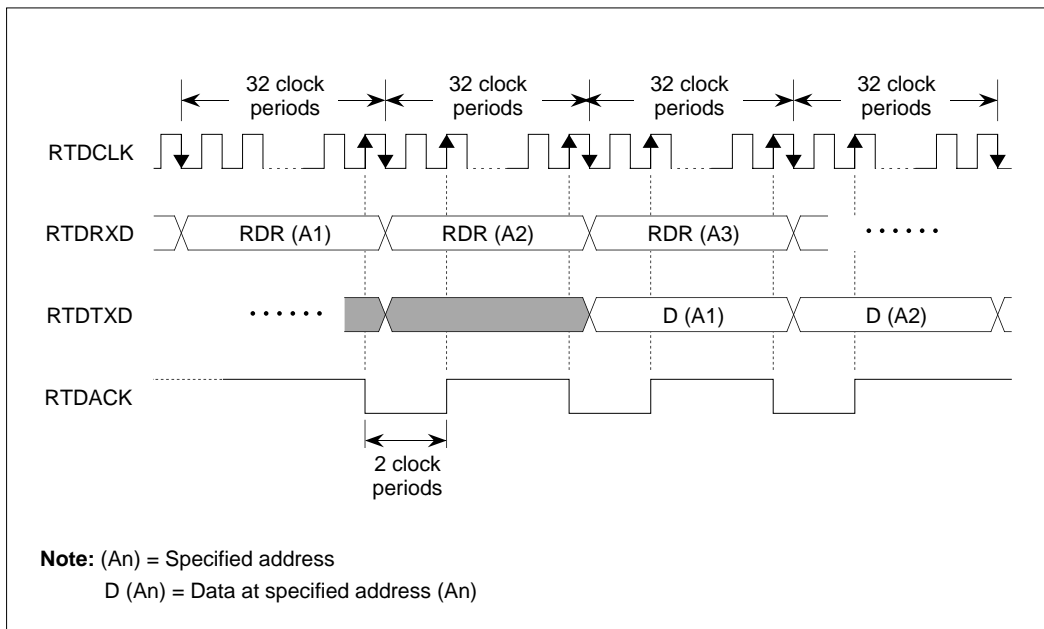 32 clock periods 32 clock periods 32 clock periods 32 clock periods
RTDCLK
RTDRXD RDR (A1) RDR (A2) RDR (A3) ......
RTDTXD ...... D (A1) D (A2)
RTDACK
2 clock
periods
Note: (An) = Specified address
D (An) = Data at specified address (An)